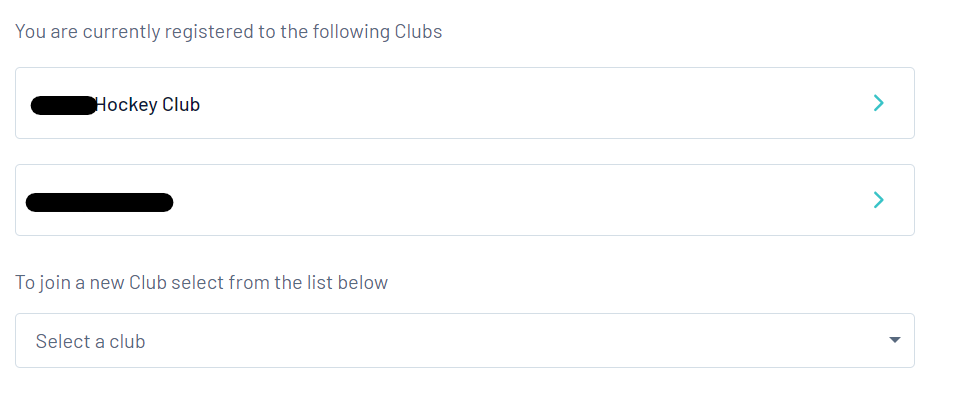 You are currently registered to the following Clubs
Hockey Club
To join a new Club select from the list below
Select a club